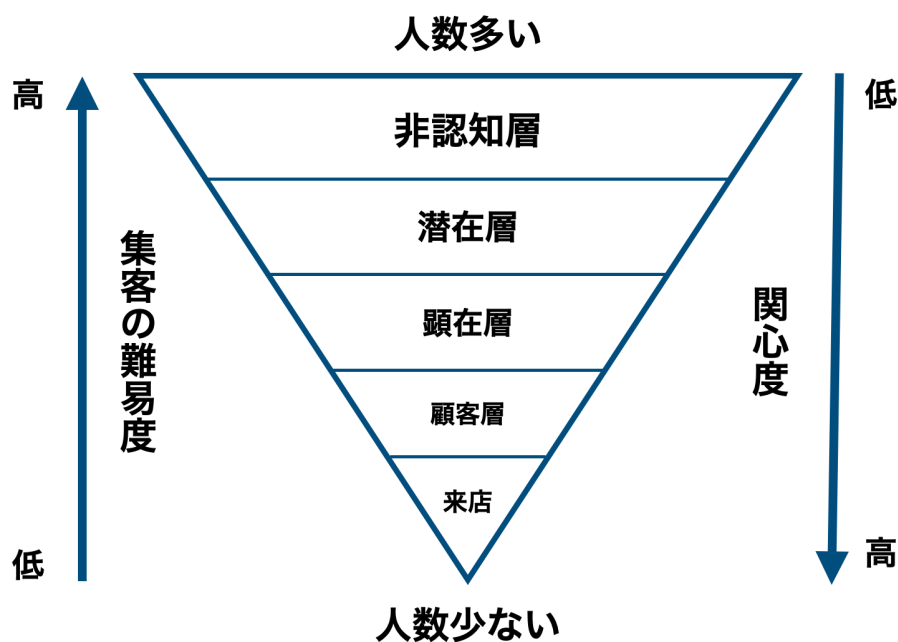 人数多い
高
低
非認知層
潜在層
集客の難易度
顕在層
関心度
顧客層
来店
低
高
人数少ない